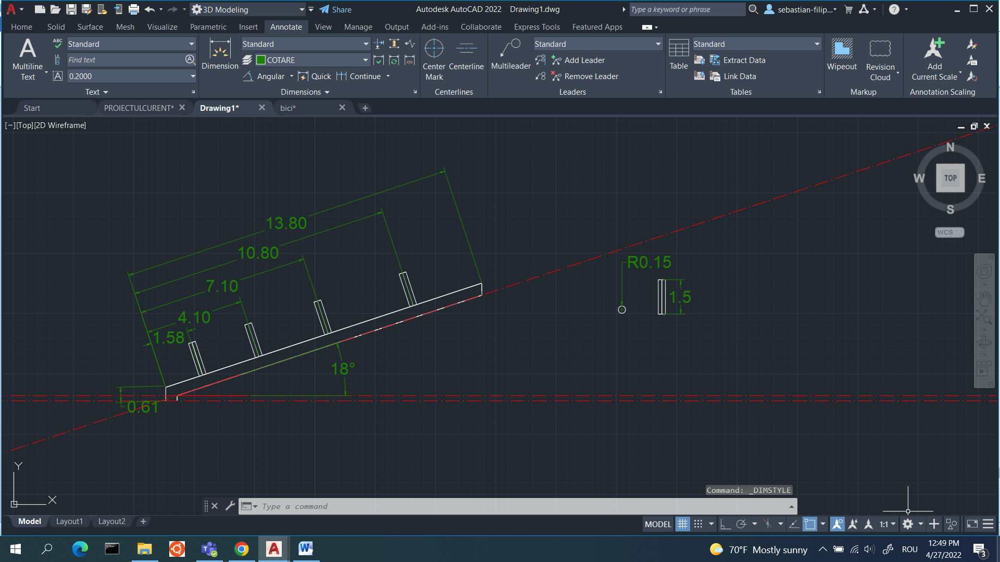 3D Modeling
Share
Autodesk AutoCAD 2022 Drawing1.dwg
Type a keyword or phrase
sebastian-filip...
Home Solid Surface Mesh Visualize Parametric Insert Annotate View Manage Output Add-ins Collaborate Express Tools Featured Apps
A
Multiline Text
ABC
Standard
Find text
0.2000
Text
Dimension
Standard
COTARE
Angular Quick Continue
Dimensions
Center Mark
Centerline
Centerlines
Multileader
Standard
Add Leader
Remove Leader
Leaders
Table
Standard
Extract Data
Link Data
Tables
Wipeout
Revision Cloud
Markup
Add Current Scale
Annotation Scaling
Start PROIECTULCURENT* Drawing1* bici*
[−][Top][2D Wireframe]
N
W TOP E
S
WCS
13.80
10.80
7.10
4.10
1.58
R0.15
1.5
18°
0.61
Y
X
Command: _DIMSTYLE
Type a command
Model Layout1 Layout2
MODEL
1:1
70°F Mostly sunny
ROU
12:49 PM
4/27/2022
3